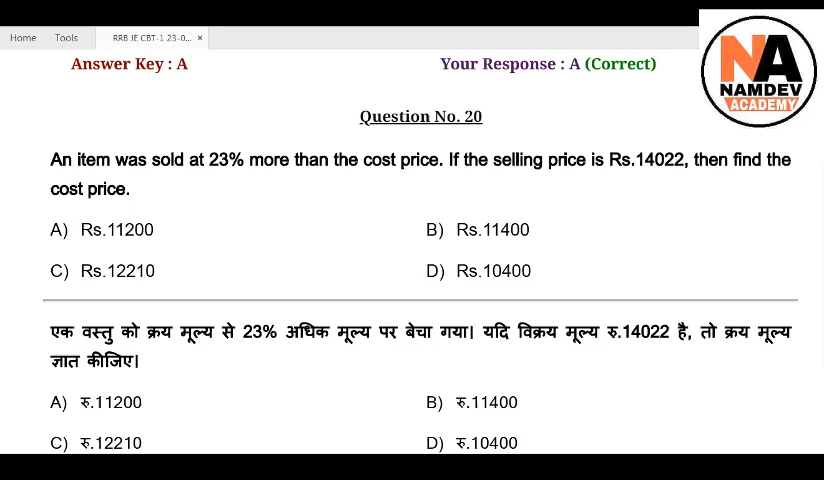 Home Tools RRB JE CBT-1 23-0... ×
Answer Key : A Your Response : A (Correct)
NA
NAMDEV
ACADEMY
Question No. 20
An item was sold at 23% more than the cost price. If the selling price is Rs.14022, then find the
cost price.
A) Rs.11200 B) Rs.11400
C) Rs.12210 D) Rs.10400
एक वस्तु को क्रय मूल्य से 23% अधिक मूल्य पर बेचा गया। यदि विक्रय मूल्य रु.14022 है, तो क्रय मूल्य
ज्ञात कीजिए।
A) रु.11200 B) रु.11400
C) रु.12210 D) रु.10400